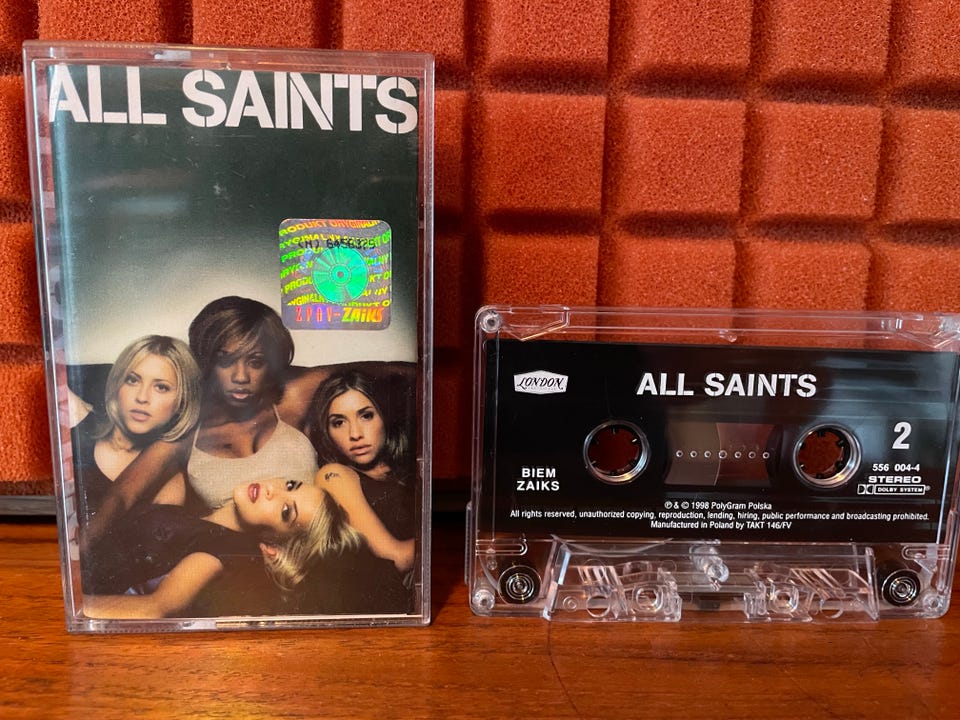 ALL SAINTS
ZPAV-ZAiKS
LONDON
ALL SAINTS
2
BIEM
ZAIKS
556 004-4
STEREO
DOLBY SYSTEM®
℗ & © 1998 PolyGram Polska
All rights reserved, unauthorized copying, reproduction, lending, hiring, public performance and broadcasting prohibited.
Manufactured in Poland by TAKT 146/FV